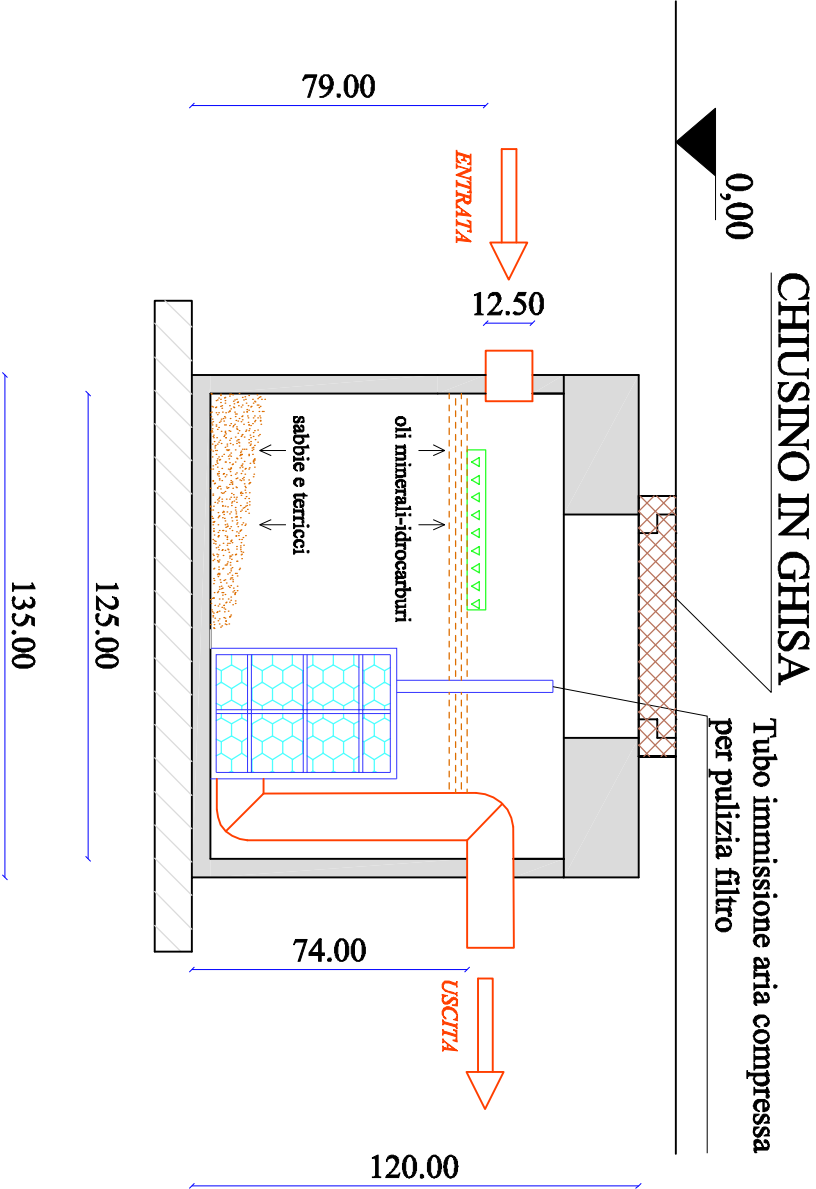 0,00
CHIUSINO IN GHISA
Tubo immissione aria compressa
per pulizia filtro
79.00
ENTRATA
12.50
oli minerali-idrocarburi
sabbie e terricci
74.00
USCITA
120.00
125.00
135.00